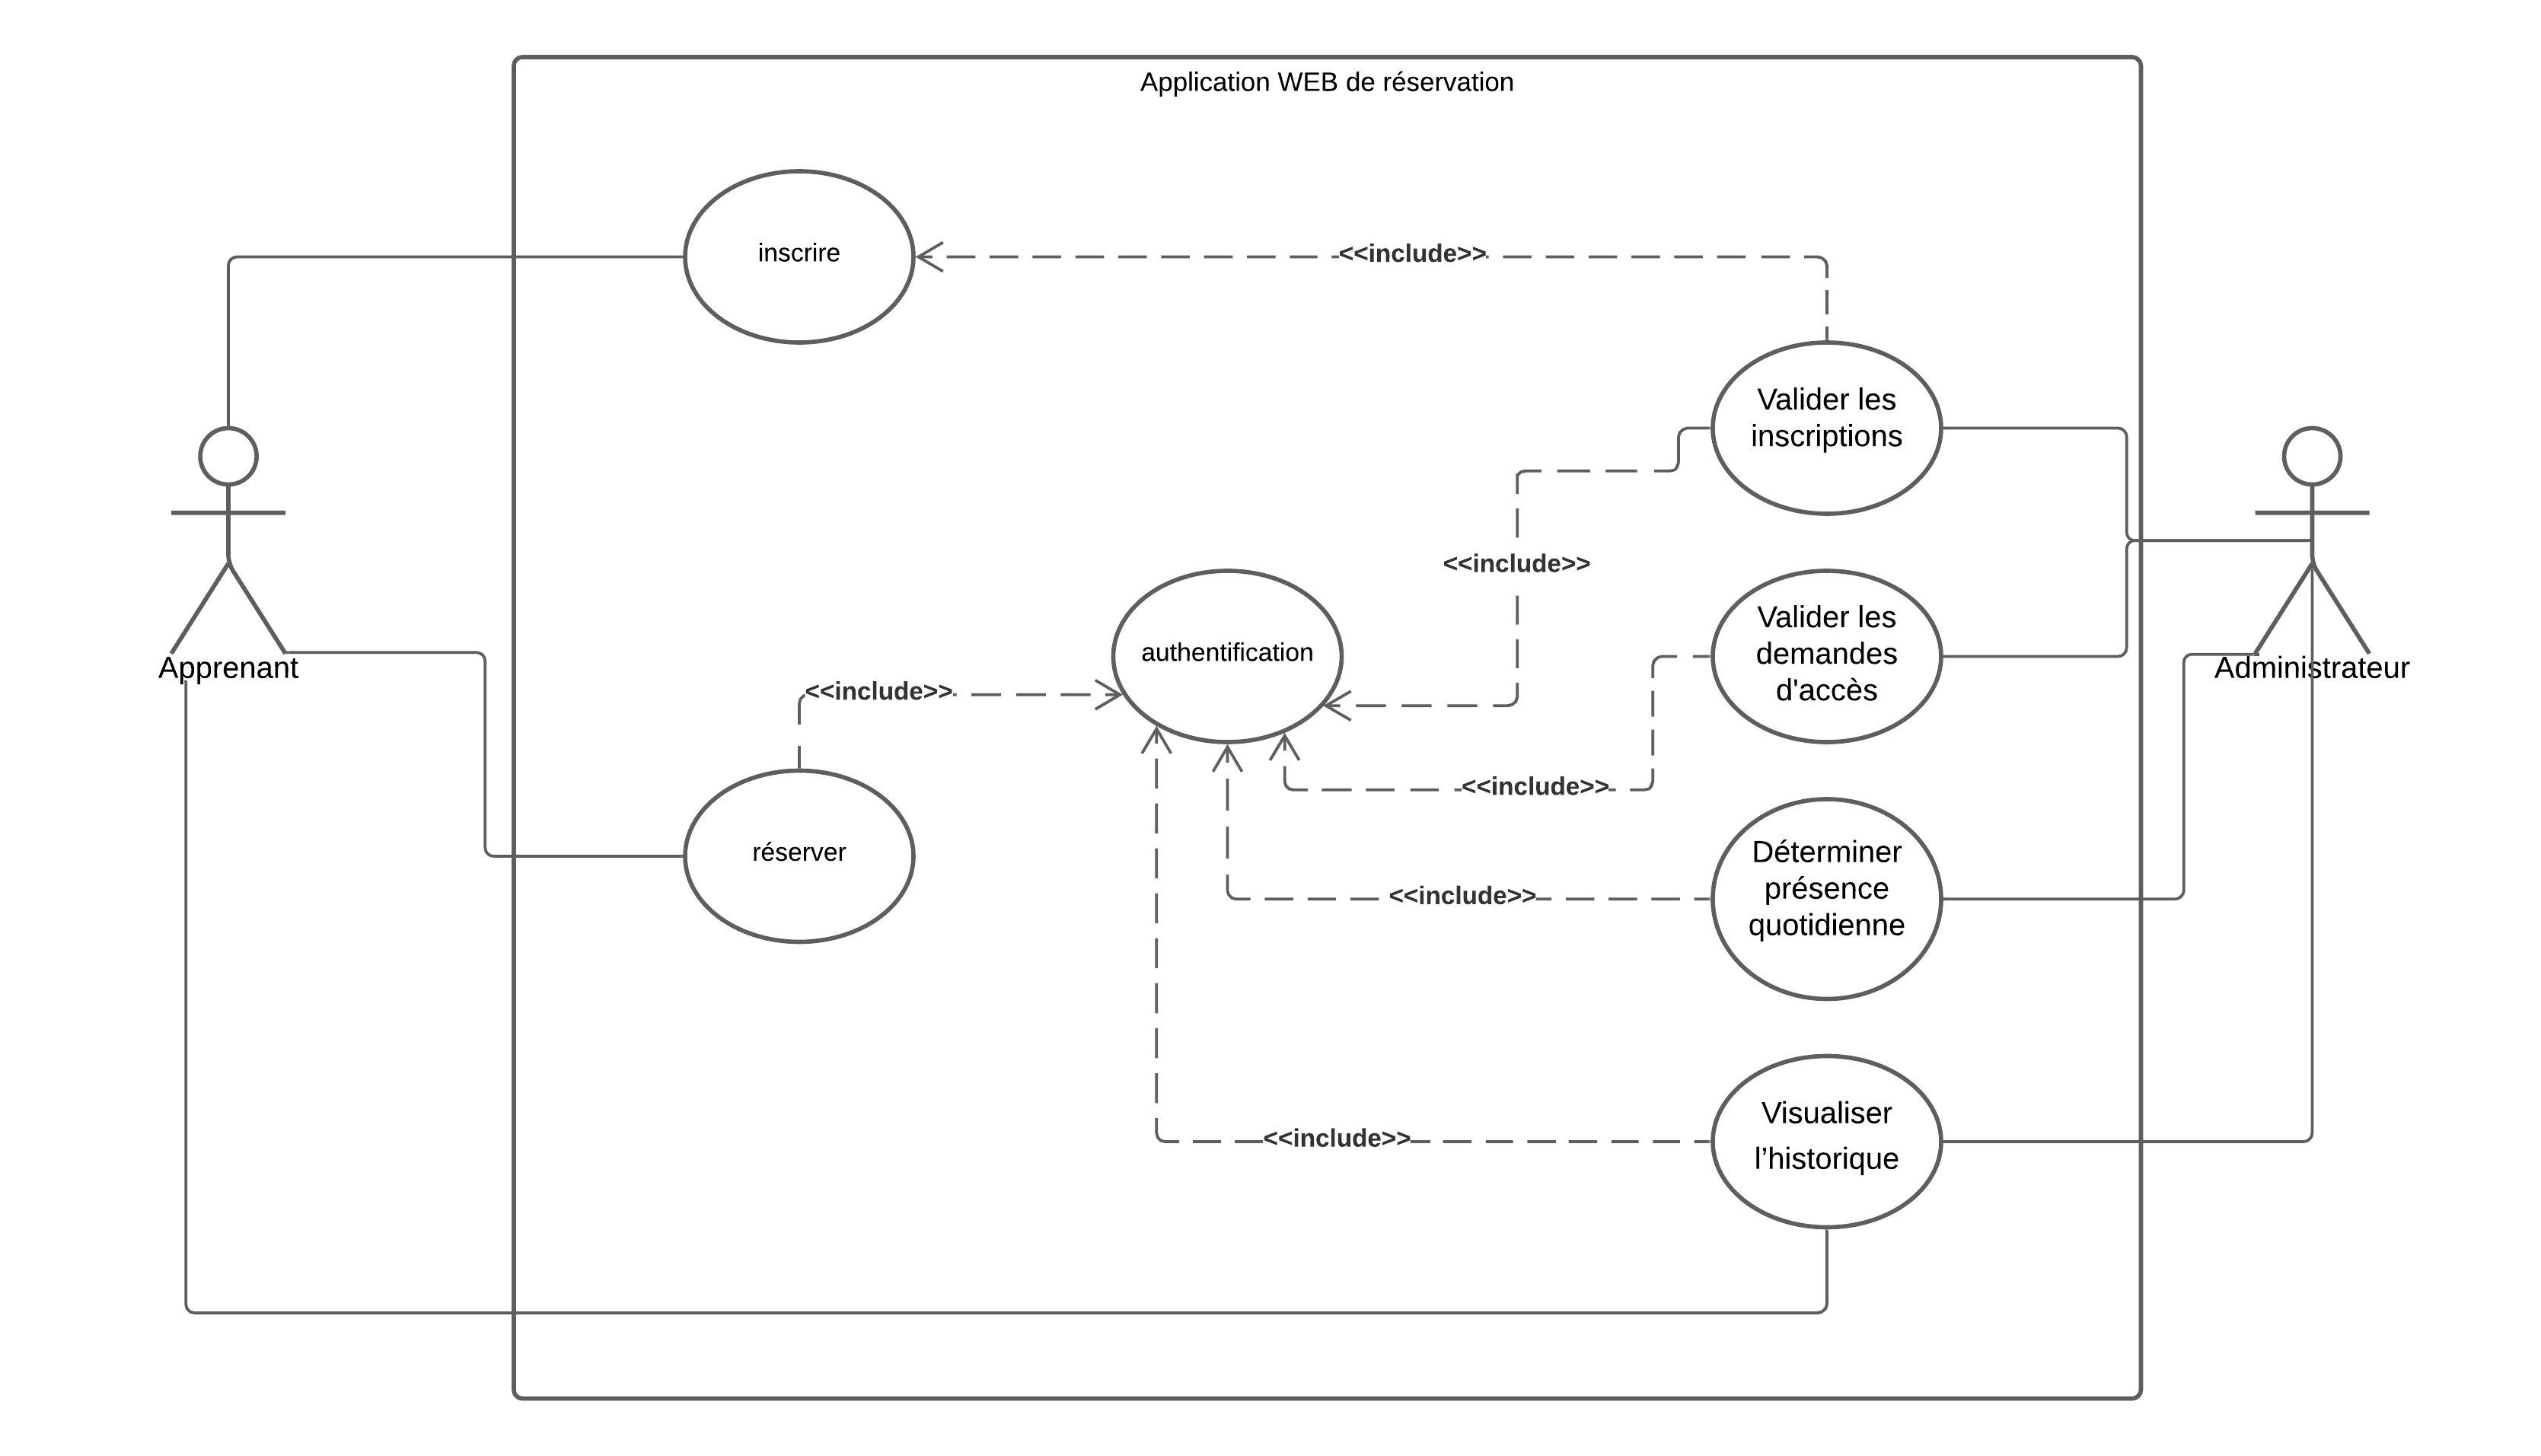 Application WEB de réservation
inscrire
<<include>>
Valider les
inscriptions
<<include>>
authentification
Valider les
demandes
d'accès
Apprenant
Administrateur
<<include>>
<<include>>
réserver
Déterminer
présence
quotidienne
<<include>>
Visualiser
l’historique
<<include>>